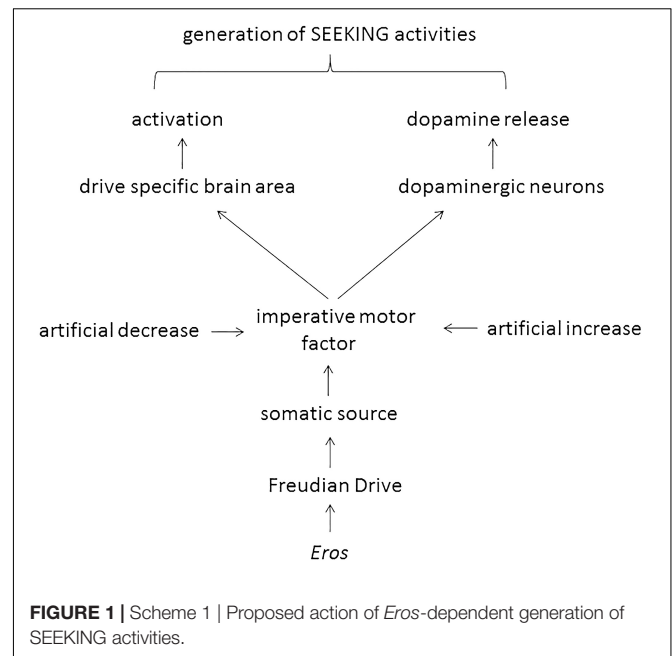 generation of SEEKING activities
activation
dopamine release
drive specific brain area
dopaminergic neurons
artificial decrease
imperative motor
factor
artificial increase
somatic source
Freudian Drive
Eros
FIGURE 1 | Scheme 1 | Proposed action of Eros-dependent generation of
SEEKING activities.